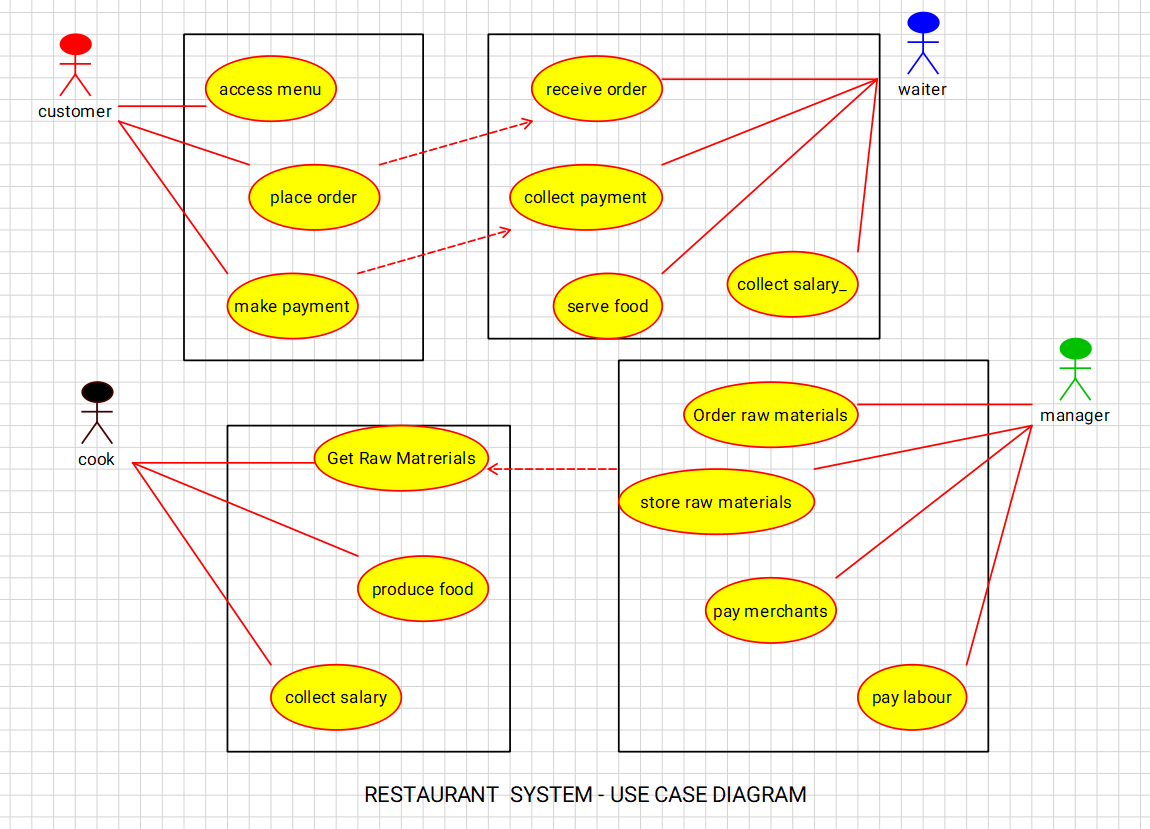 customer
access menu
place order
make payment
receive order
waiter
collect payment
collect salary_
serve food
cook
Get Raw Matrerials
produce food
collect salary
Order raw materials
manager
store raw materials
pay merchants
pay labour
RESTAURANT  SYSTEM - USE CASE DIAGRAM